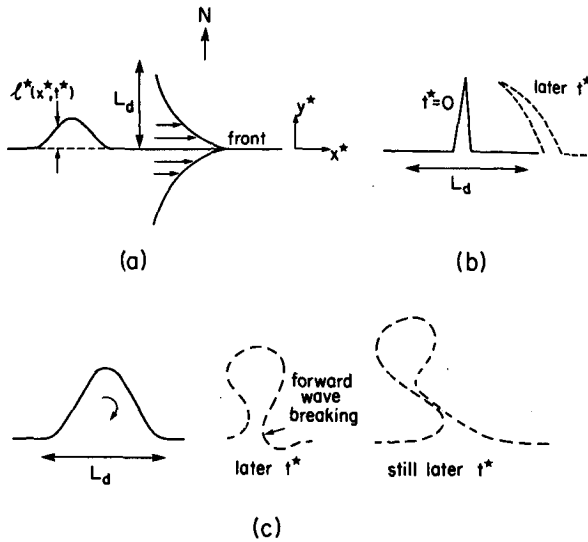 N
ℓ*(x*,t*)
L_d
front
y*
x*
(a)
t*=0
later t*
L_d
(b)
L_d
forward
wave
breaking
later t*
still later t*
(c)